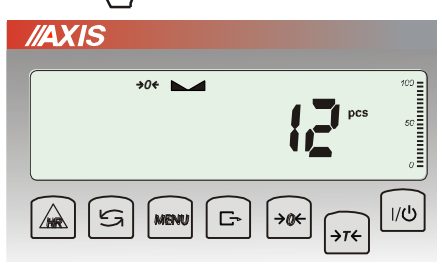 //AXIS
→0←
12 pcs
100
50
0
HR
MENU
→0←
→T←
I/⏻